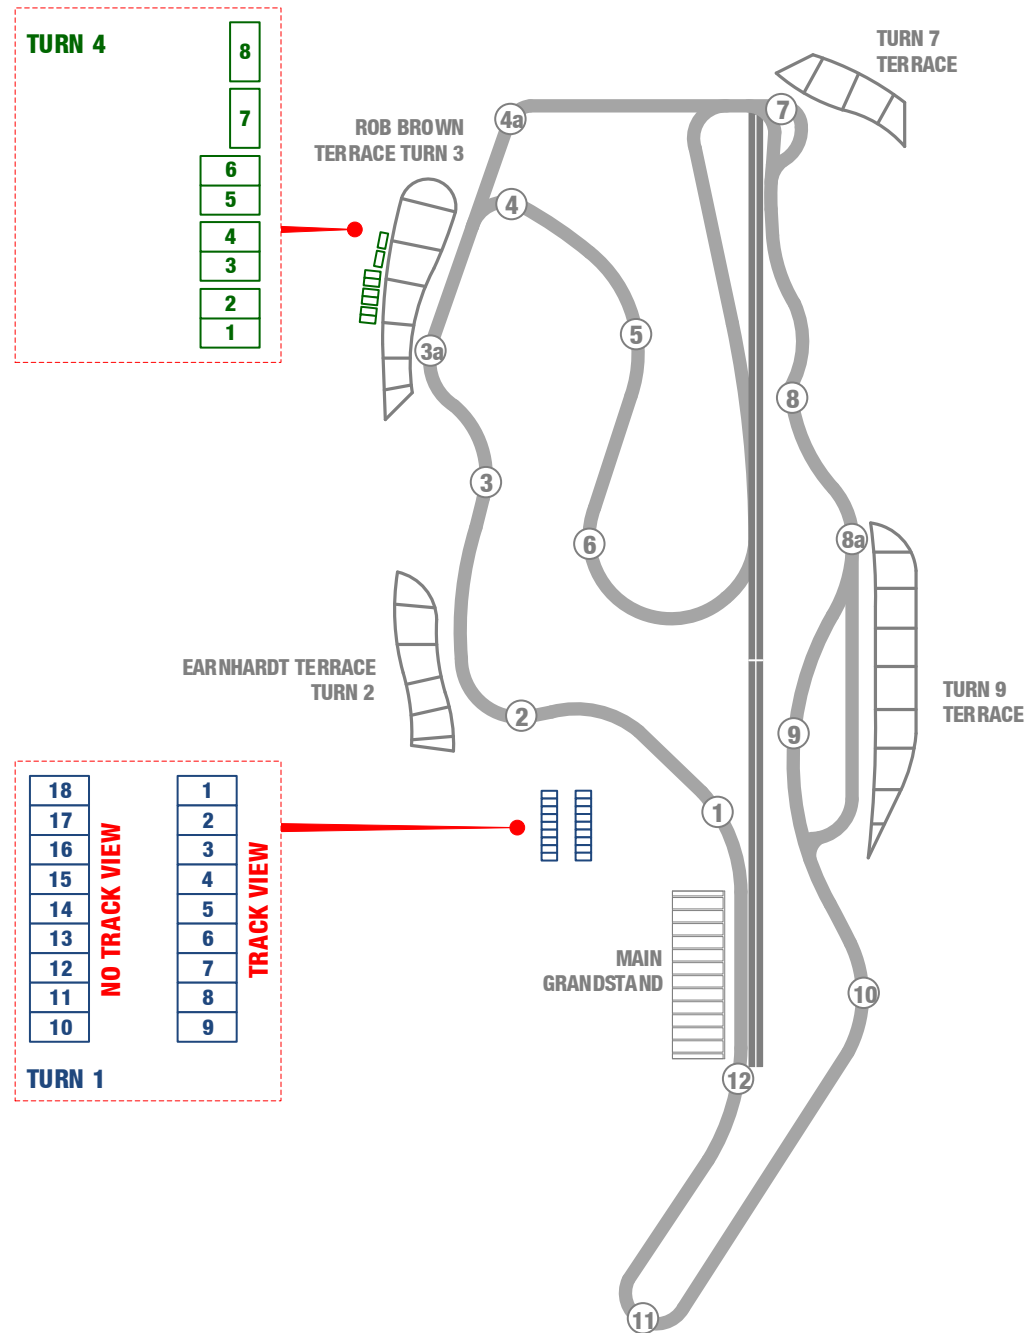 TURN 4
8
7
6
5
4
3
2
1
ROB BROWN
TERRACE TURN 3
TURN 7
TERRACE
4a
7
4
5
3a
8
3
6
8a
EARNHARDT TERRACE
TURN 2
TURN 9
TERRACE
2
9
1
18
17
16
15
14
13
12
11
10
NO TRACK VIEW
1
2
3
4
5
6
7
8
9
TRACK VIEW
TURN 1
MAIN
GRANDSTAND
10
12
11